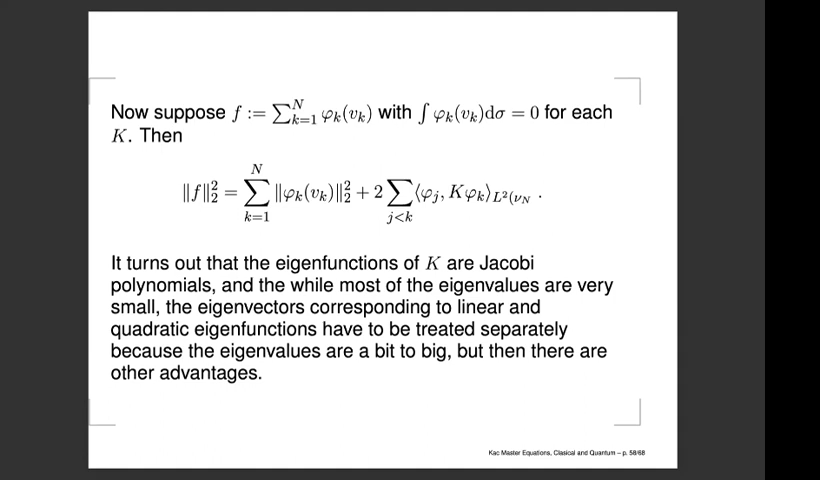 Now suppose f := ∑_{k=1}^{N} φ_k(v_k) with ∫ φ_k(v_k)dσ = 0 for each
K. Then
‖f‖_2^2 = ∑_{k=1}^{N} ‖φ_k(v_k)‖_2^2 + 2 ∑_{j<k} ⟨φ_j, Kφ_k⟩_{L^2(ν_N} .
It turns out that the eigenfunctions of K are Jacobi
polynomials, and the while most of the eigenvalues are very
small, the eigenvectors corresponding to linear and
quadratic eigenfunctions have to be treated separately
because the eigenvalues are a bit to big, but then there are
other advantages.
Kac Master Equations, Clasical and Quantum – p. 58/68